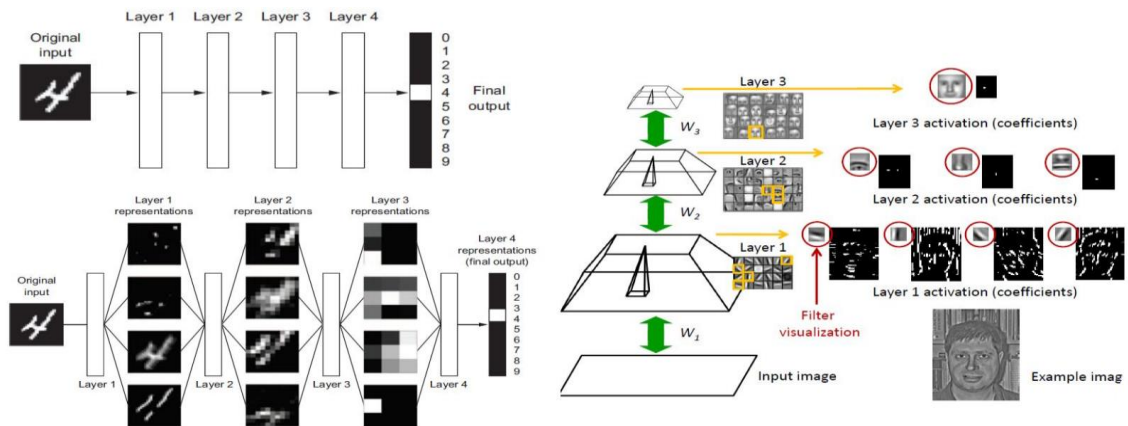 Layer 1 Layer 2 Layer 3 Layer 4
Original
input
0
1
2
3
4
5
6
7
8
9
Final
output
Layer 1
representations
Layer 2
representations
Layer 3
representations
Layer 4
representations
(final output)
Original
input
0
1
2
3
4
5
6
7
8
9
Layer 1
Layer 2
Layer 3
Layer 4
Layer 3
Layer 3 activation (coefficients)
W3
Layer 2
Layer 2 activation (coefficients)
W2
Layer 1
Layer 1 activation (coefficients)
Filter
visualization
W1
Input image
Example imag